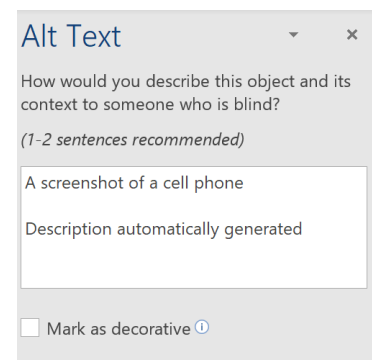 Alt Text
How would you describe this object and its
context to someone who is blind?
(1-2 sentences recommended)
A screenshot of a cell phone
Description automatically generated
Mark as decorative